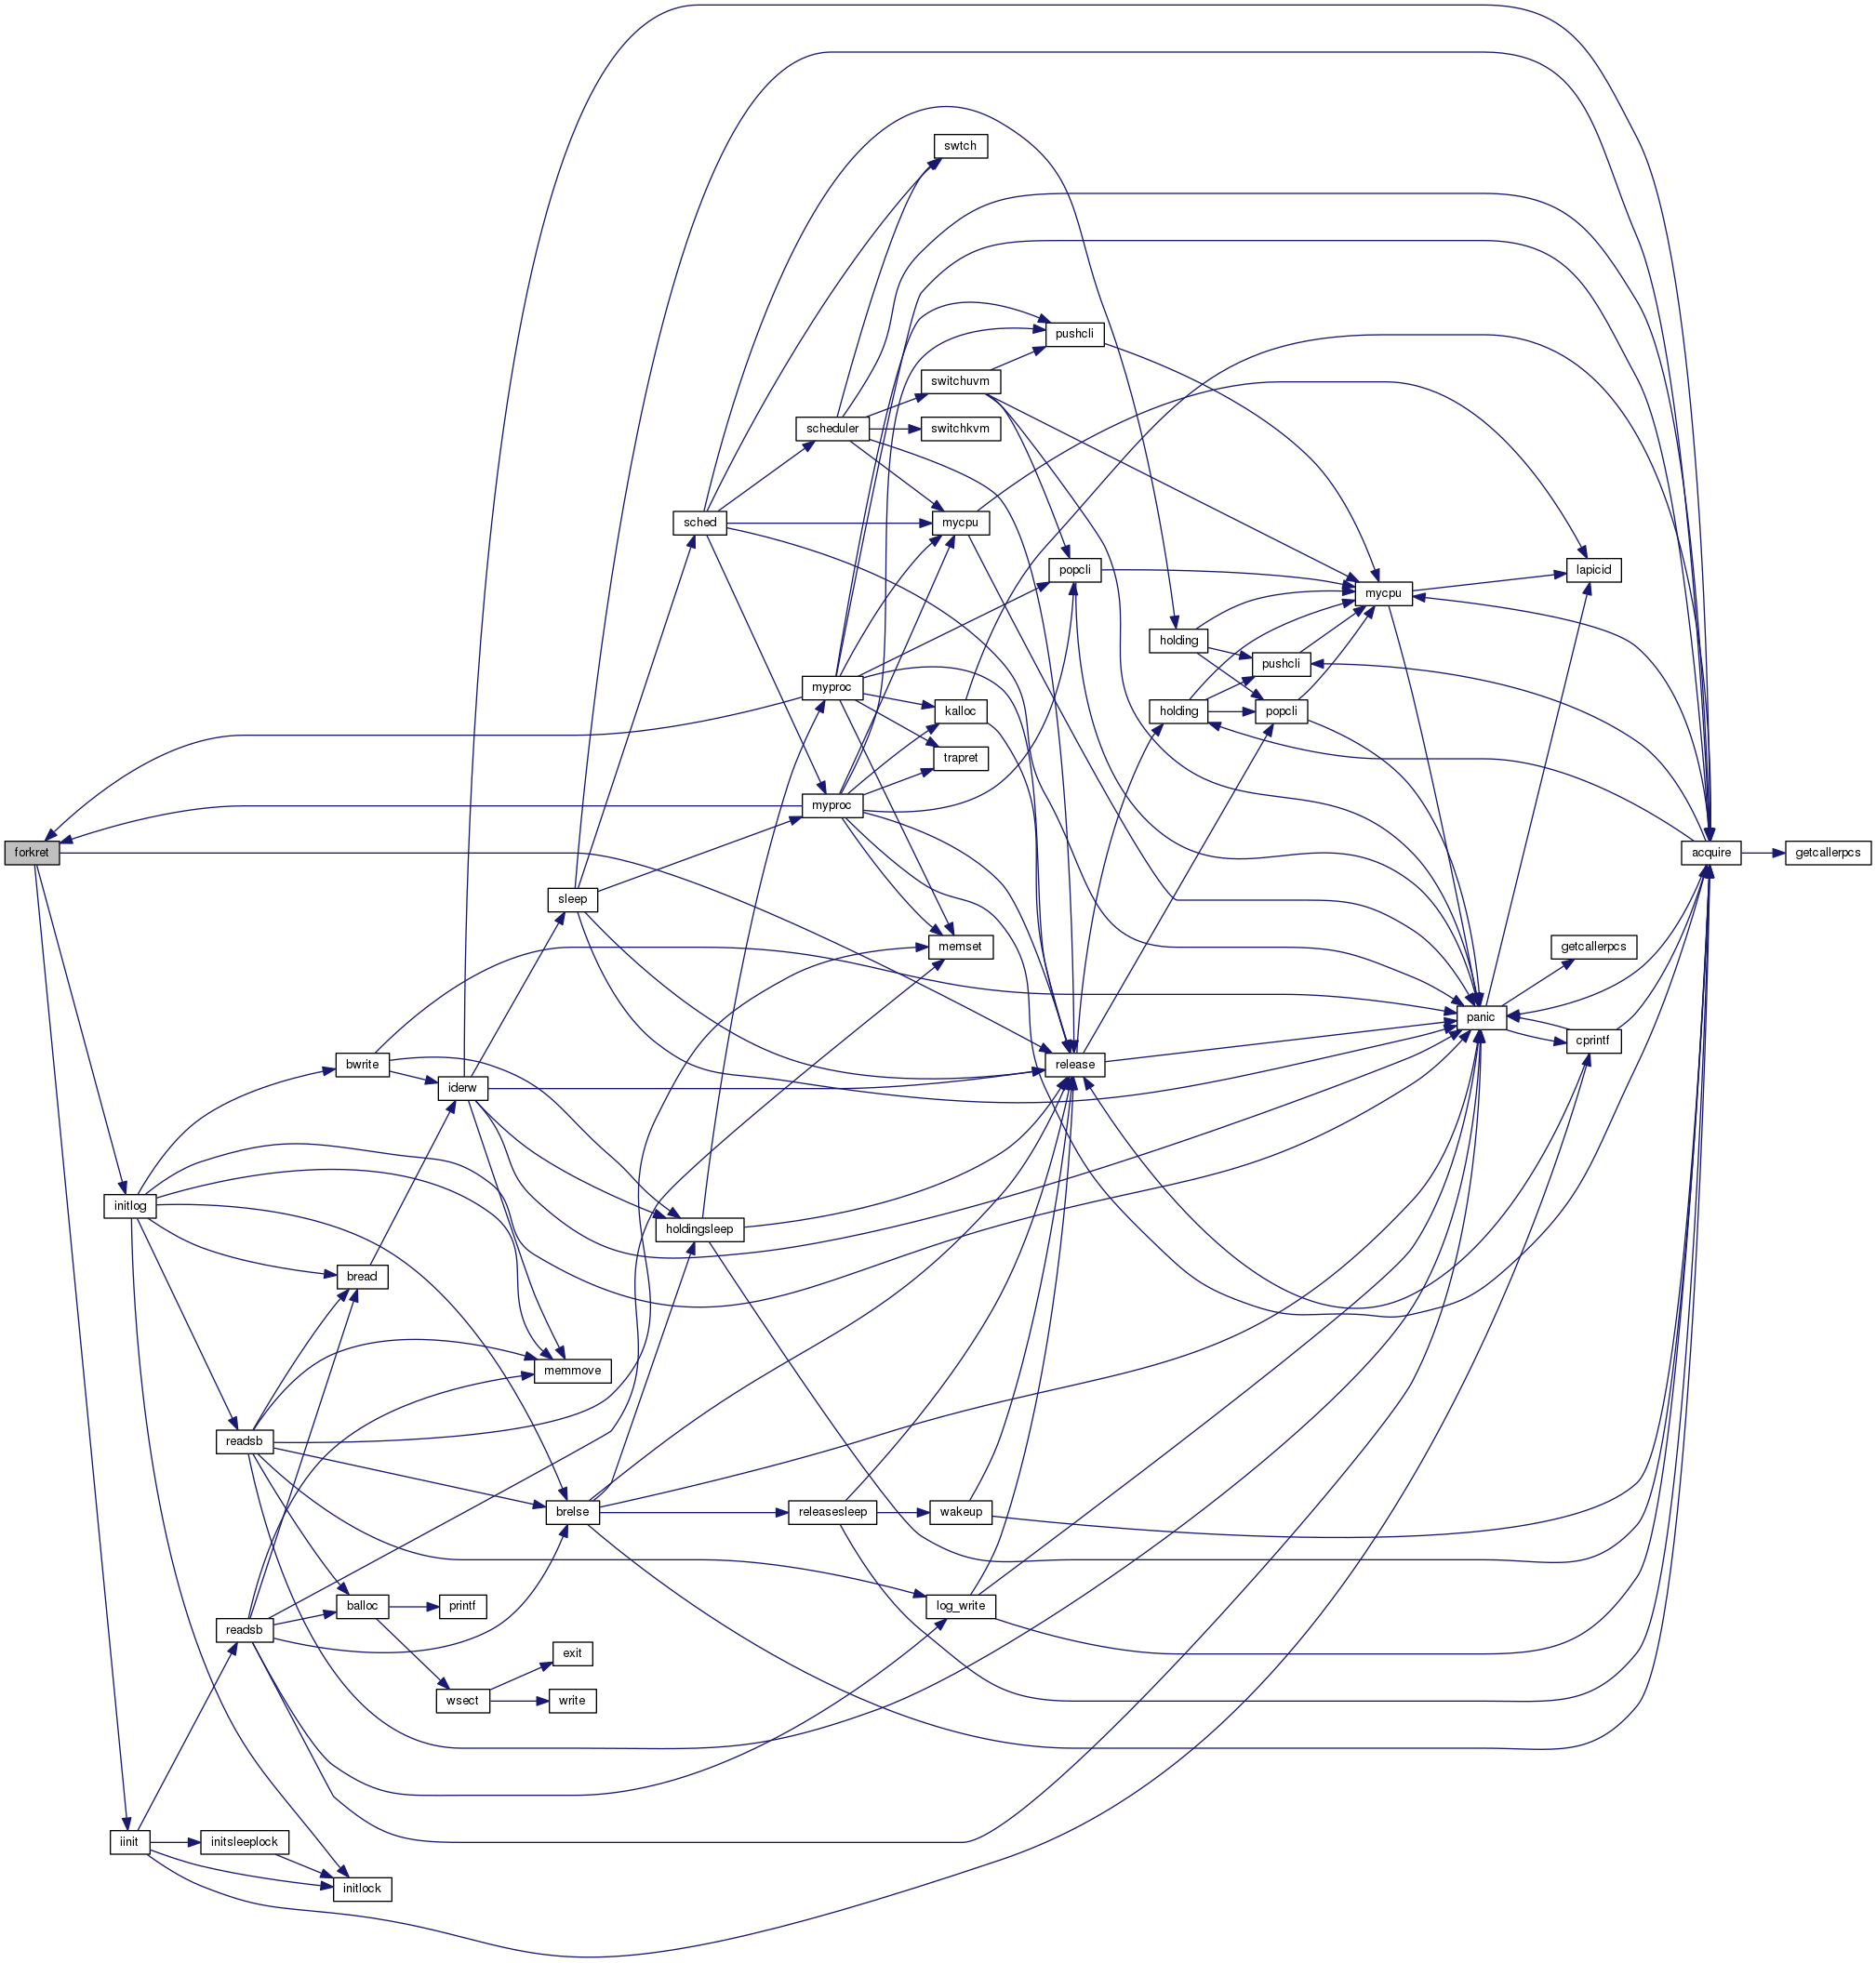 swtch
pushcli
switchuvm
scheduler
switchkvm
sched
mycpu
popcli
lapicid
mycpu
holding
pushcli
myproc
kalloc
holding
popcli
trapret
myproc
forkret
acquire
getcallerpcs
sleep
memset
getcallerpcs
panic
cprintf
bwrite
release
iderw
initlog
holdingsleep
bread
memmove
readsb
brelse
releasesleep
wakeup
balloc
printf
log_write
readsb
exit
wsect
write
iinit
initsleeplock
initlock